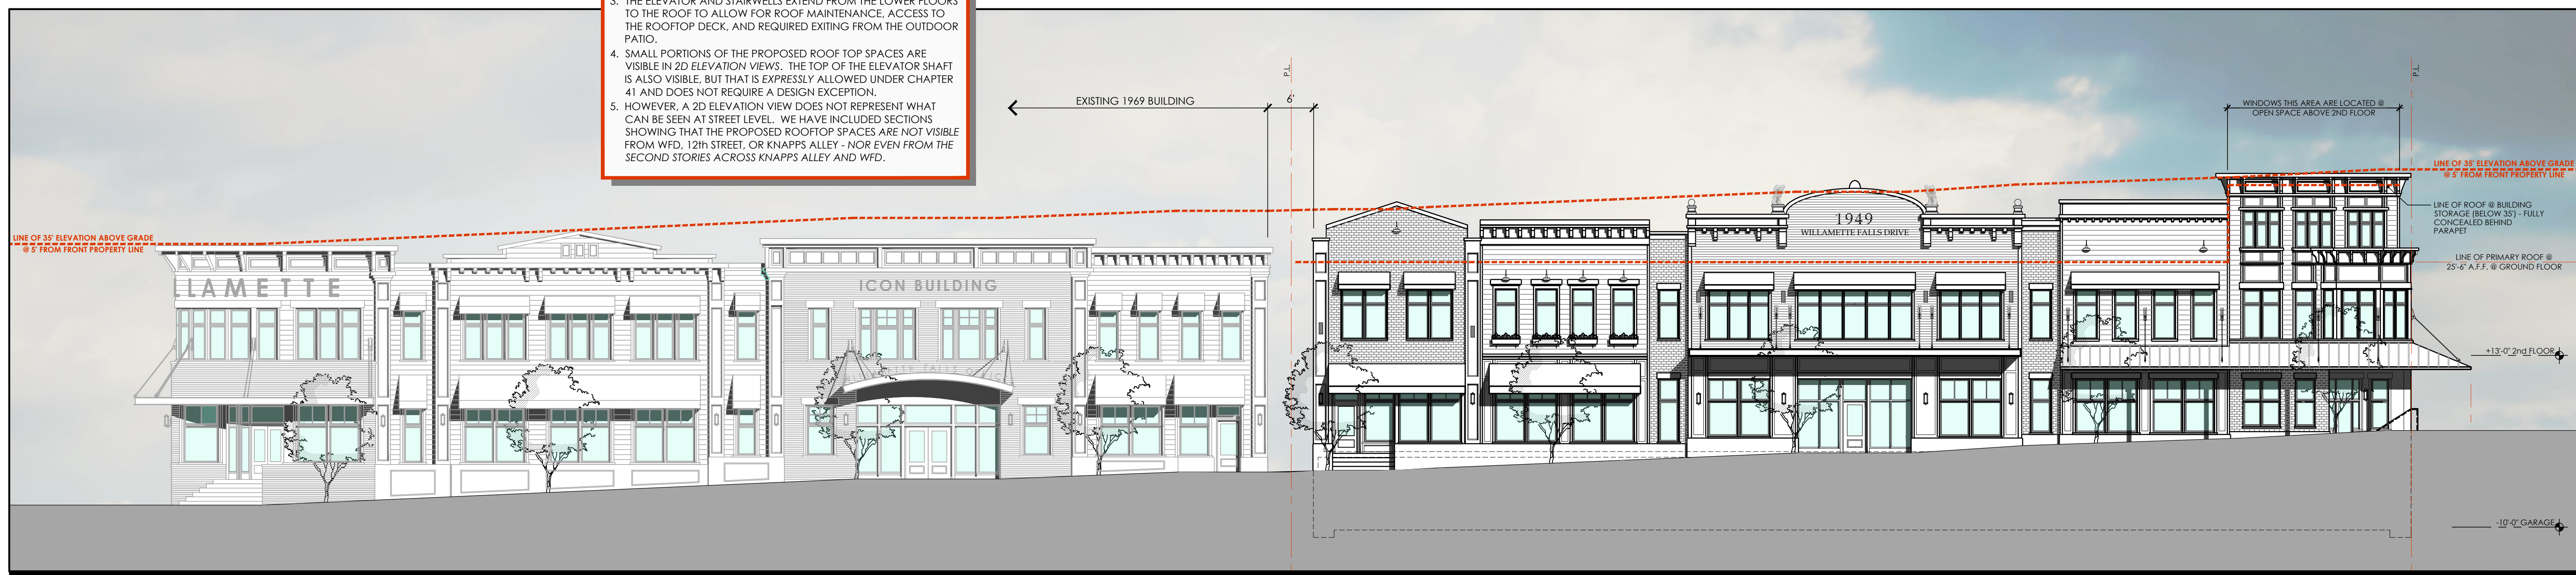 3. THE ELEVATOR AND STAIRWELLS EXTEND FROM THE LOWER FLOORS
TO THE ROOF TO ALLOW FOR ROOF MAINTENANCE, ACCESS TO
THE ROOFTOP DECK, AND REQUIRED EXITING FROM THE OUTDOOR
PATIO.
4. SMALL PORTIONS OF THE PROPOSED ROOF TOP SPACES ARE
VISIBLE IN 2D ELEVATION VIEWS. THE TOP OF THE ELEVATOR SHAFT
IS ALSO VISIBLE, BUT THAT IS EXPRESSLY ALLOWED UNDER CHAPTER
41 AND DOES NOT REQUIRE A DESIGN EXCEPTION.
5. HOWEVER, A 2D ELEVATION VIEW DOES NOT REPRESENT WHAT
CAN BE SEEN AT STREET LEVEL. WE HAVE INCLUDED SECTIONS
SHOWING THAT THE PROPOSED ROOFTOP SPACES ARE NOT VISIBLE
FROM WFD, 12th STREET, OR KNAPPS ALLEY - NOR EVEN FROM THE
SECOND STORIES ACROSS KNAPPS ALLEY AND WFD.
EXISTING 1969 BUILDING
6'
P.L.
P.L.
WINDOWS THIS AREA ARE LOCATED @
OPEN SPACE ABOVE 2ND FLOOR
LINE OF 35' ELEVATION ABOVE GRADE
@ 5' FROM FRONT PROPERTY LINE
LINE OF 35' ELEVATION ABOVE GRADE
@ 5' FROM FRONT PROPERTY LINE
LINE OF ROOF @ BUILDING
STORAGE (BELOW 35') - FULLY
CONCEALED BEHIND
PARAPET
LINE OF PRIMARY ROOF @
25'-6" A.F.F. @ GROUND FLOOR
LLAMETTE
ICON BUILDING
1949
WILLAMETTE FALLS DRIVE
+13'-0" 2nd FLOOR
-10'-0" GARAGE